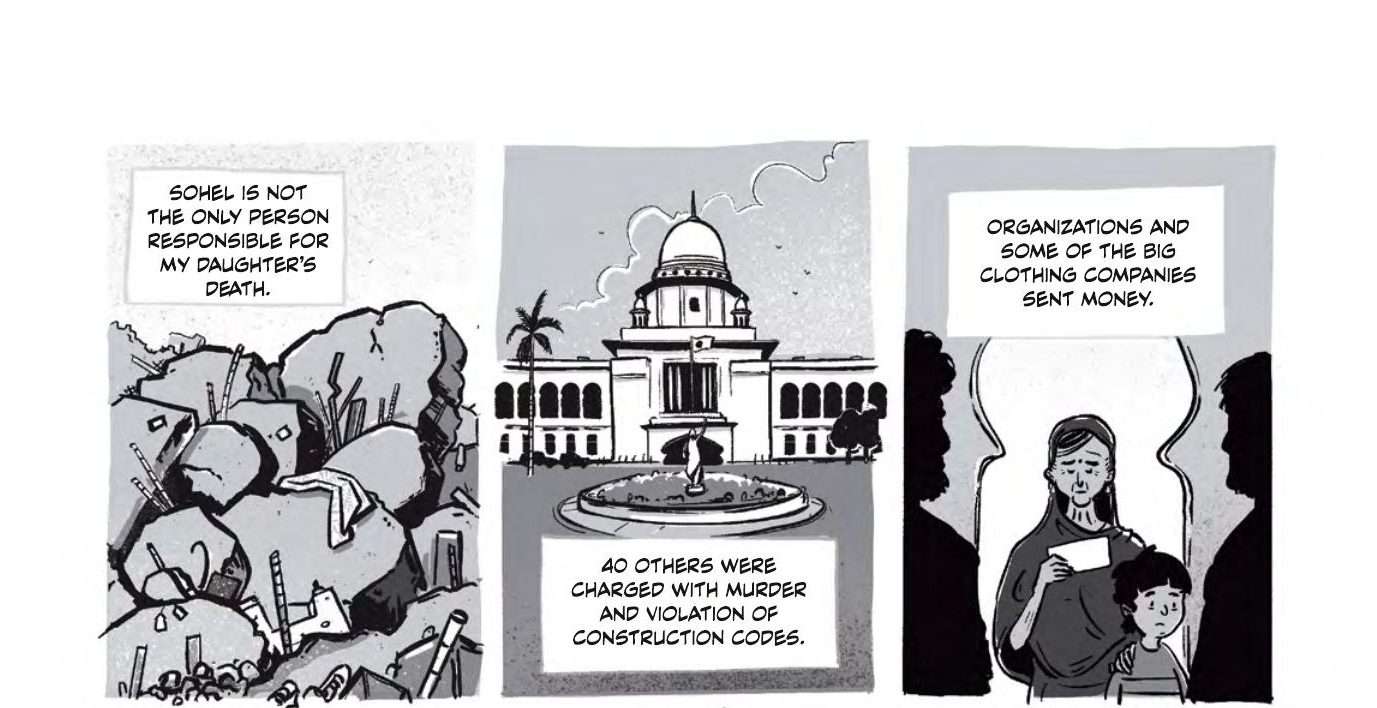 SOHEL IS NOT
THE ONLY PERSON
RESPONSIBLE FOR
MY DAUGHTER'S
DEATH.
40 OTHERS WERE
CHARGED WITH MURDER
AND VIOLATION OF
CONSTRUCTION CODES.
ORGANIZATIONS AND
SOME OF THE BIG
CLOTHING COMPANIES
SENT MONEY.